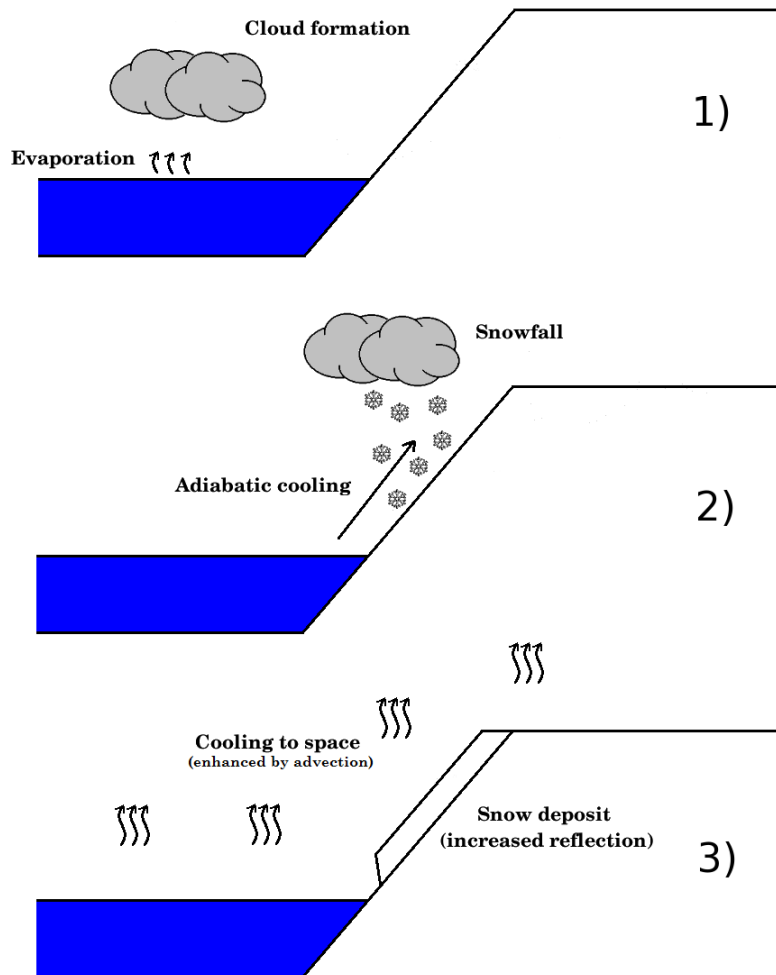 Cloud formation
1)
Evaporation
Snowfall
Adiabatic cooling
2)
Cooling to space
(enhanced by advection)
Snow deposit
(increased reflection)
3)